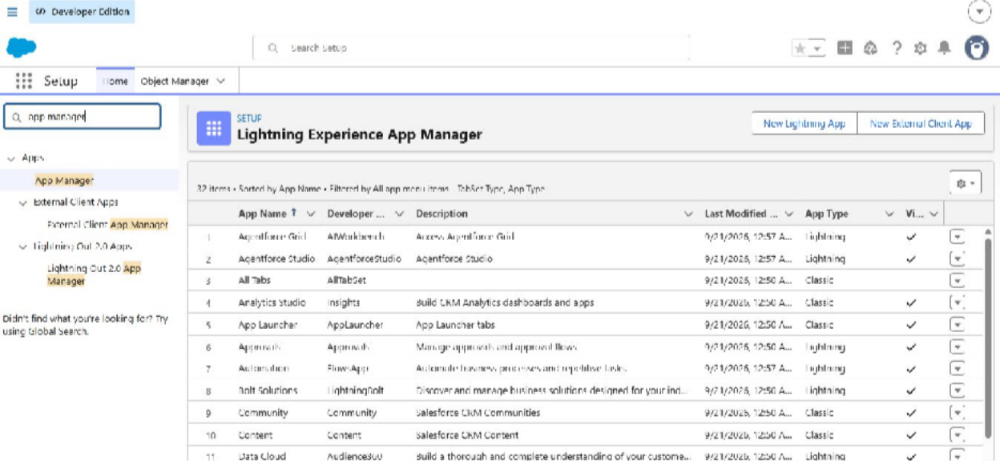 Developer Edition
Search Setup
Setup
Home
Object Manager
app manager
Apps
App Manager
External Client Apps
External Client App Manager
Lightning Out 2.0 Apps
Lightning Out 2.0 App
Manager
Didn't find what you're looking for? Try
using Global Search.
SETUP
Lightning Experience App Manager
New Lightning App
New External Client App
32 items • Sorted by App Name • Filtered by All app menu items - TabSet Type, App Type
App Name Developer ... Description Last Modified ... App Type Vi...
1 Agentforce Grid AIWorkbench Access Agentforce Grid 9/21/2026, 12:57 A... Lightning
2 Agentforce Studio AgentforceStudio Agentforce Studio 9/21/2026, 12:57 A... Lightning
3 All Tabs AllTabSet 9/21/2026, 12:50 A... Classic
4 Analytics Studio Insights Build CRM Analytics dashboards and apps 9/21/2026, 12:50 A... Classic
5 App Launcher AppLauncher App Launcher tabs 9/21/2026, 12:50 A... Classic
6 Approvals Approvals Manage approvals and approval flows 9/21/2026, 12:50 A... Lightning
7 Automation FlowsApp Automate business processes and repetitive tasks. 9/21/2026, 12:57 A... Lightning
8 Bolt Solutions LightningBolt Discover and manage business solutions designed for your ind... 9/21/2026, 12:50 A... Lightning
9 Community Community Salesforce CRM Communities 9/21/2026, 12:50 A... Classic
10 Content Content Salesforce CRM Content 9/21/2026, 12:50 A... Classic
11 Data Cloud Audience360 Build a thorough and complete understanding of your custome... 9/21/2026, 12:50 A... Lightning